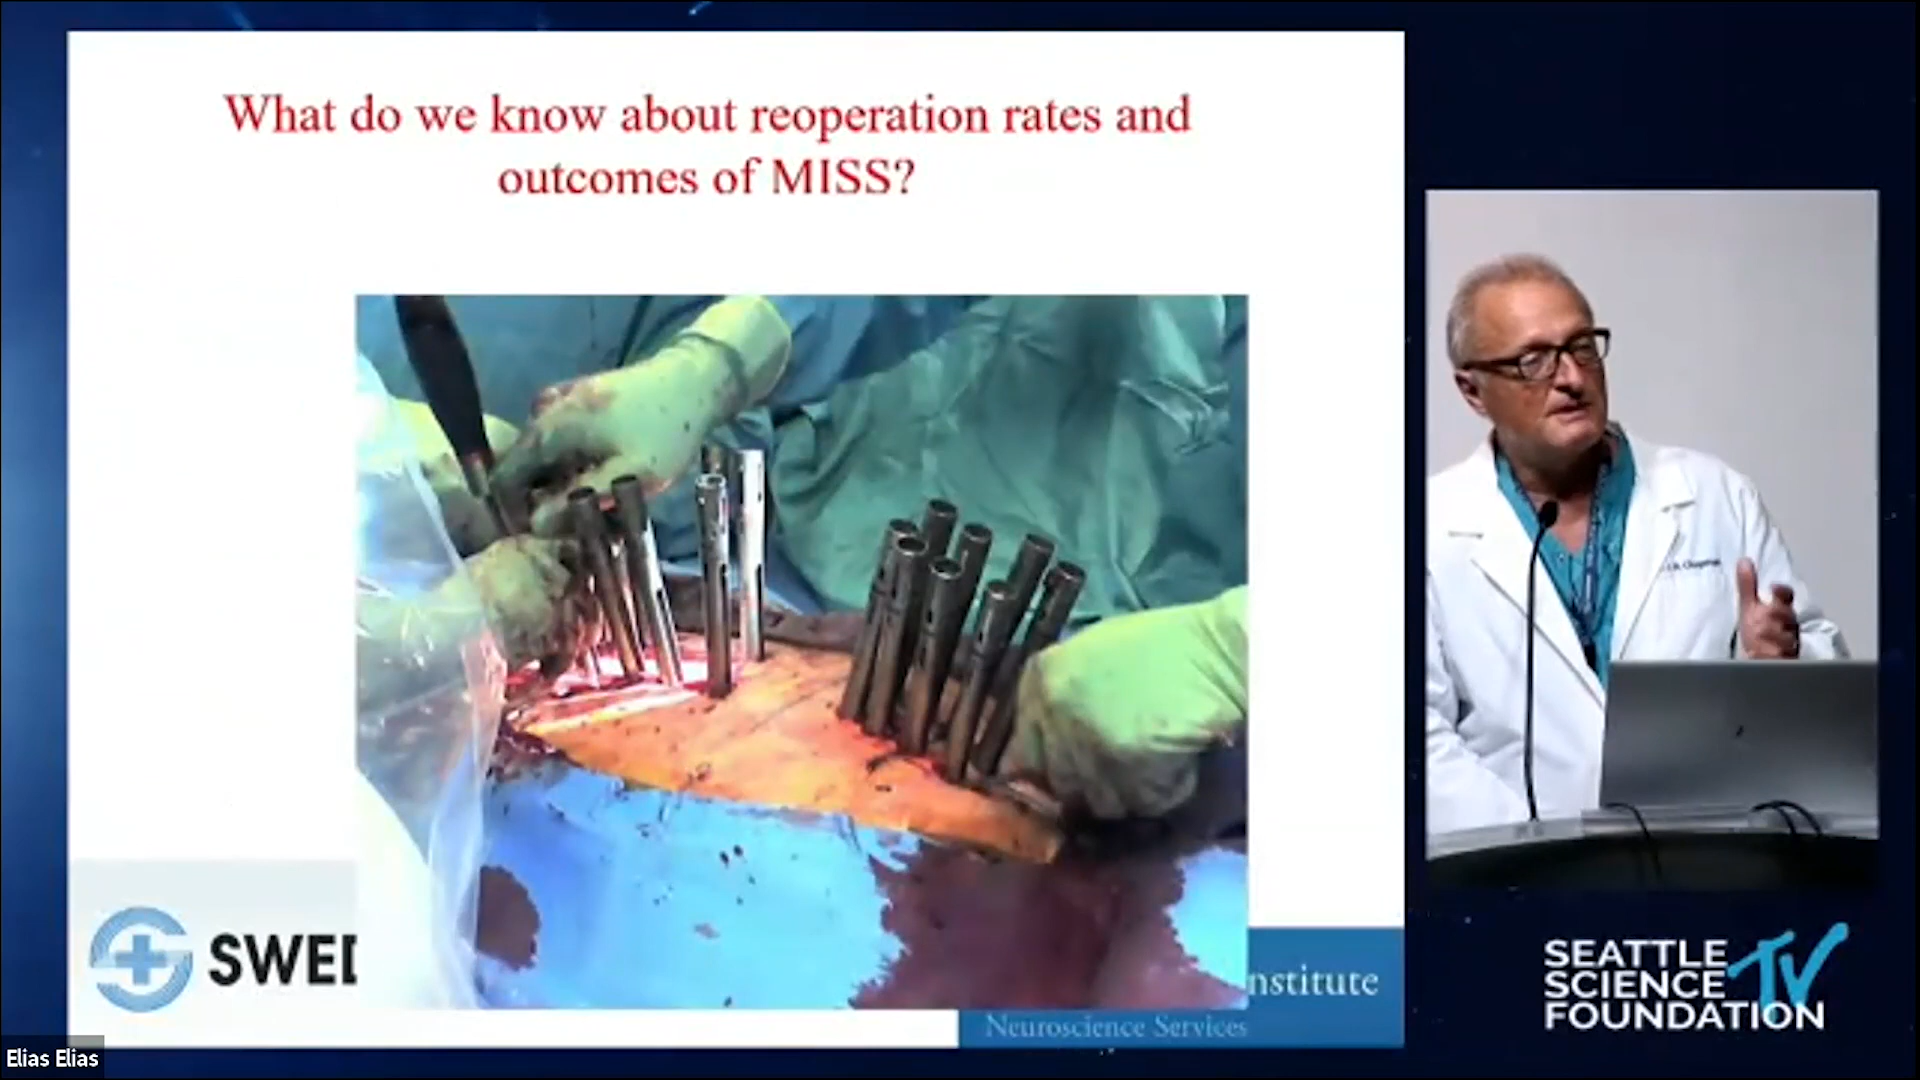 What do we know about reoperation rates and
outcomes of MISS?
SWED
nstitute
Neuroscience Services
SEATTLE
SCIENCE
FOUNDATION
TV
Elias Elias